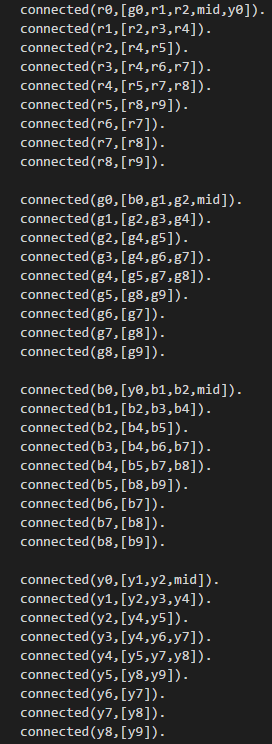 connected(r0,[g0,r1,r2,mid,y0]).
connected(r1,[r2,r3,r4]).
connected(r2,[r4,r5]).
connected(r3,[r4,r6,r7]).
connected(r4,[r5,r7,r8]).
connected(r5,[r8,r9]).
connected(r6,[r7]).
connected(r7,[r8]).
connected(r8,[r9]).

connected(g0,[b0,g1,g2,mid]).
connected(g1,[g2,g3,g4]).
connected(g2,[g4,g5]).
connected(g3,[g4,g6,g7]).
connected(g4,[g5,g7,g8]).
connected(g5,[g8,g9]).
connected(g6,[g7]).
connected(g7,[g8]).
connected(g8,[g9]).

connected(b0,[y0,b1,b2,mid]).
connected(b1,[b2,b3,b4]).
connected(b2,[b4,b5]).
connected(b3,[b4,b6,b7]).
connected(b4,[b5,b7,b8]).
connected(b5,[b8,b9]).
connected(b6,[b7]).
connected(b7,[b8]).
connected(b8,[b9]).

connected(y0,[y1,y2,mid]).
connected(y1,[y2,y3,y4]).
connected(y2,[y4,y5]).
connected(y3,[y4,y6,y7]).
connected(y4,[y5,y7,y8]).
connected(y5,[y8,y9]).
connected(y6,[y7]).
connected(y7,[y8]).
connected(y8,[y9]).